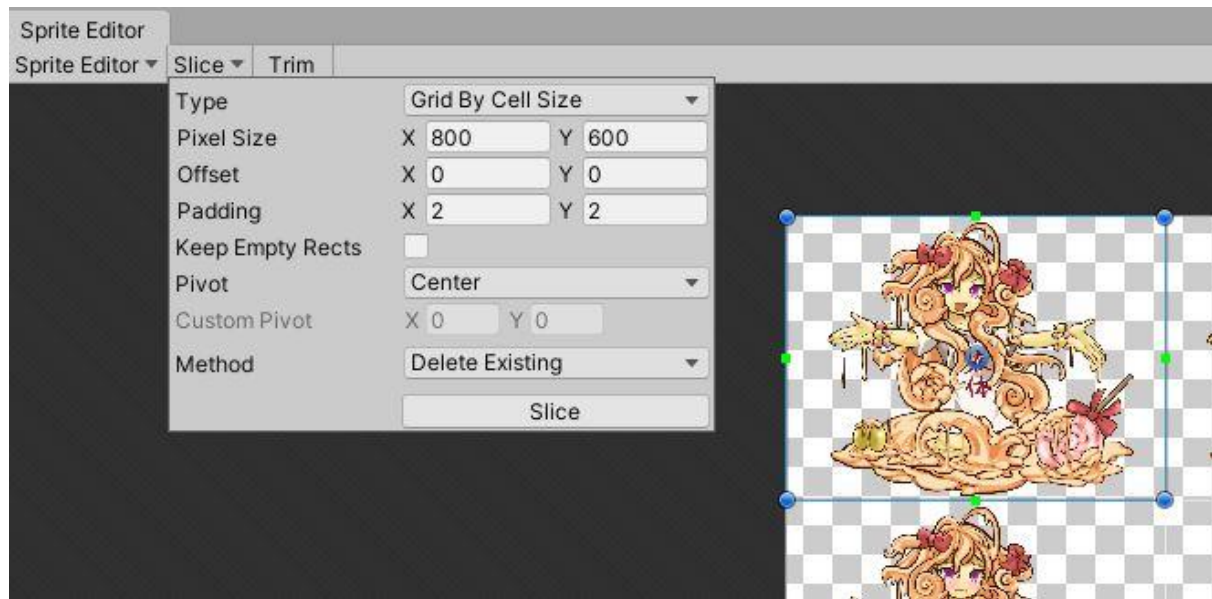 Sprite Editor
Sprite Editor Slice Trim
Type Grid By Cell Size
Pixel Size X 800 Y 600
Offset X 0 Y 0
Padding X 2 Y 2
Keep Empty Rects
Pivot Center
Custom Pivot X 0 Y 0
Method Delete Existing
Slice
体